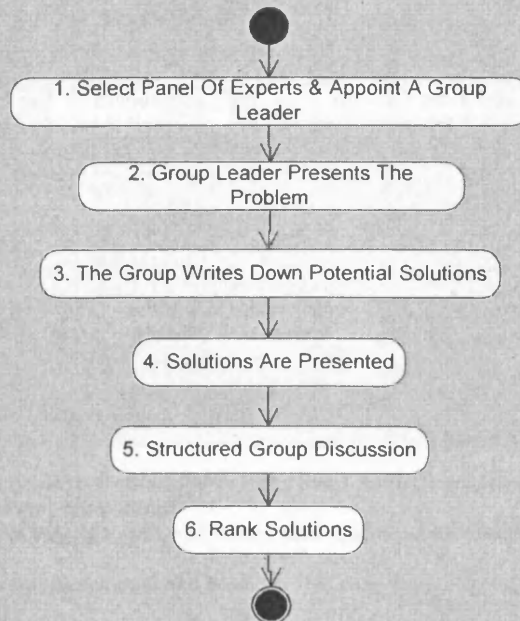 1. Select Panel Of Experts & Appoint A Group
Leader
2. Group Leader Presents The
Problem
3. The Group Writes Down Potential Solutions
4. Solutions Are Presented
5. Structured Group Discussion
6. Rank Solutions